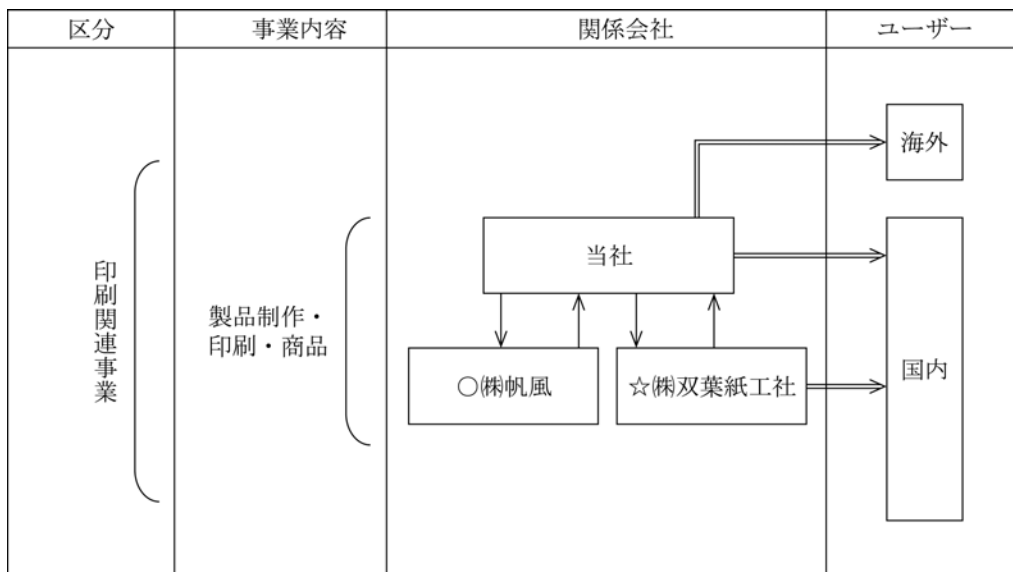 区分
事業内容
関係会社
ユーザー
印刷関連事業
製品制作・
印刷・商品
当社
○㈱帆風
☆㈱双葉紙工社
海外
国内